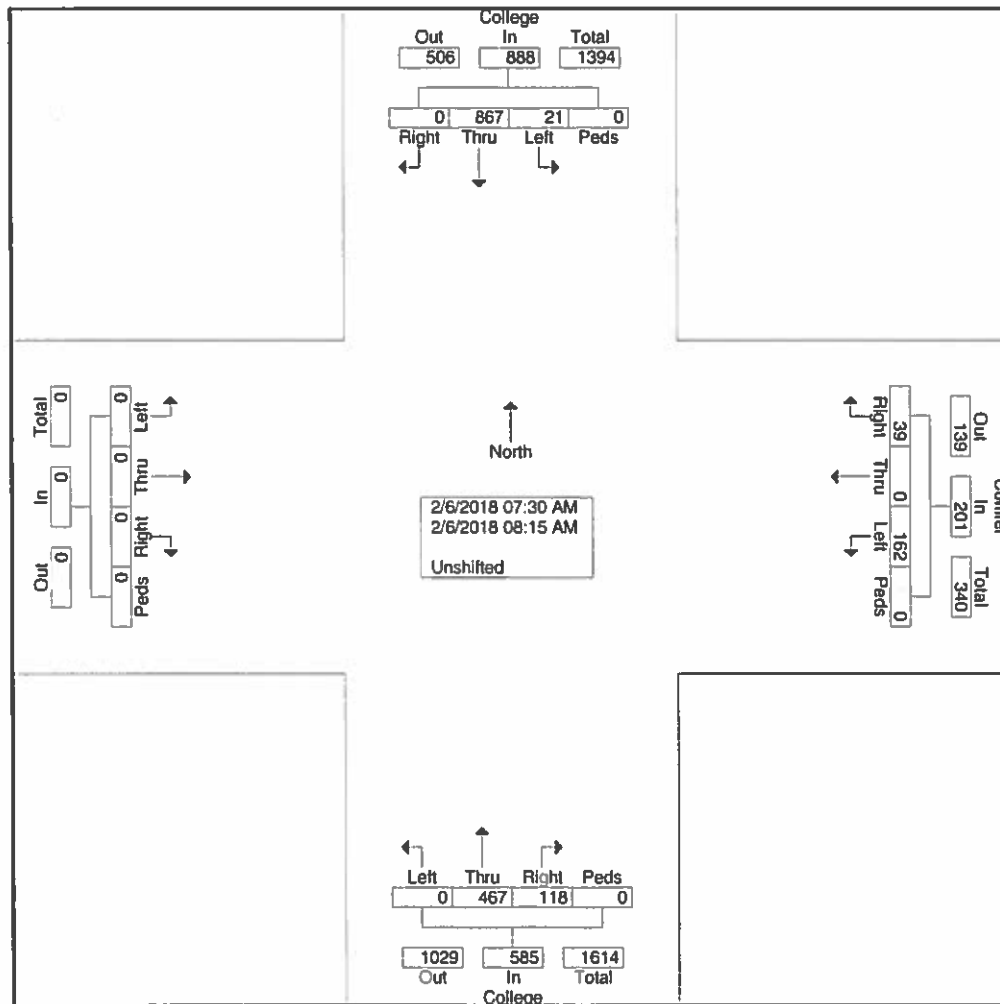 College
Out In Total
506 888 1394
0 867 21 0
Right Thru Left Peds
North
2/6/2018 07:30 AM
2/6/2018 08:15 AM
Unshifted
Total In Out
0 0 0
0 0 0 0
Left Thru Right Peds
Right Thru Left Peds
39 0 162 0
139 201 340
Out In Total
Left Thru Right Peds
0 467 118 0
1029 585 1614
Out In Total
College